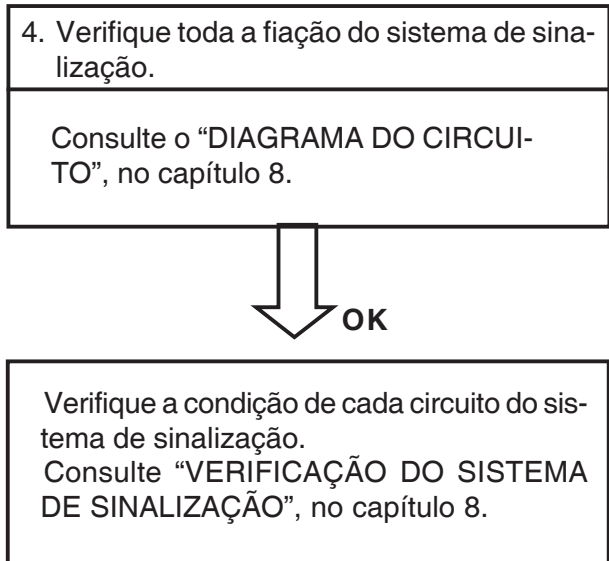 4. Verifique toda a fiação do sistema de sina-
lização.
Consulte o “DIAGRAMA DO CIRCUI-
TO”, no capítulo 8.
OK
Verifique a condição de cada circuito do sis-
tema de sinalização.
Consulte “VERIFICAÇÃO DO SISTEMA
DE SINALIZAÇÃO”, no capítulo 8.